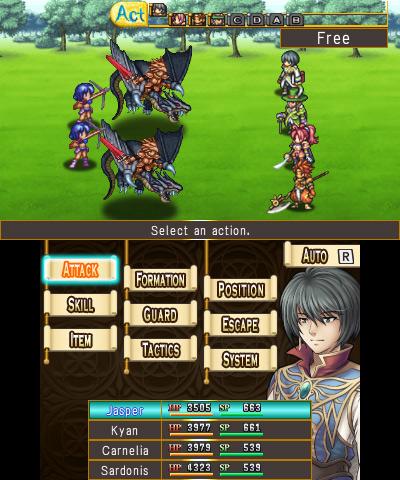 Act
C D A B
Free
Select an action.
AUTO R
ATTACK FORMATION POSITION
SKILL GUARD ESCAPE
ITEM TACTICS SYSTEM
Jasper HP 3505 SP 663
Kyan HP 3977 SP 661
Carnelia HP 3979 SP 539
Sardonis HP 4323 SP 539